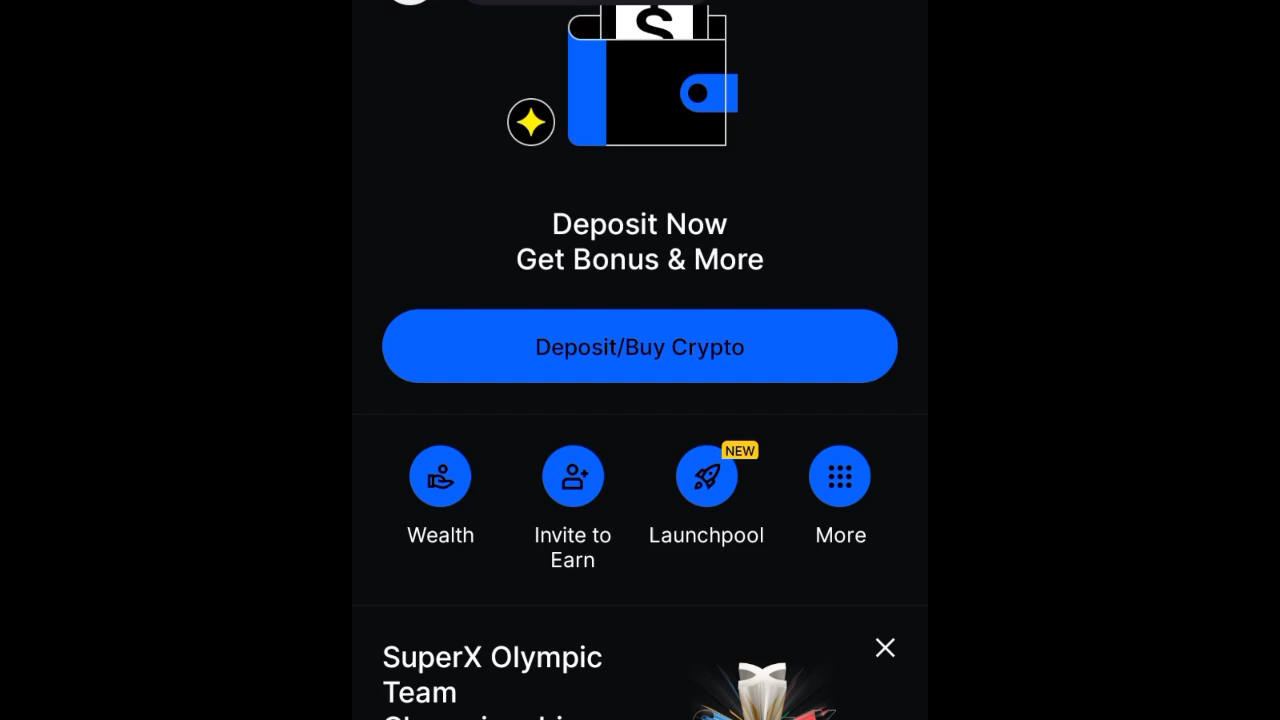 $
Deposit Now
Get Bonus & More
Deposit/Buy Crypto
NEW
Wealth
Invite to
Earn
Launchpool
More
SuperX Olympic
Team